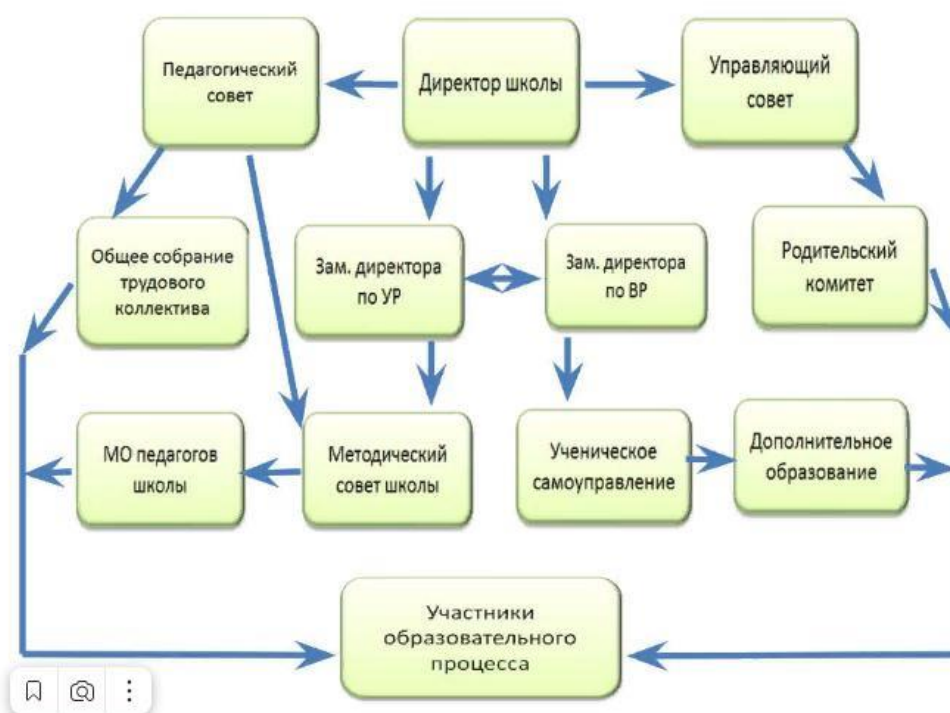 Педагогический
совет
Директор школы
Управляющий
совет
Общее собрание
трудового
коллектива
Зам. директора
по УР
Зам. директора
по ВР
Родительский
комитет
МО педагогов
школы
Методический
совет школы
Ученическое
самоуправление
Дополнительное
образование
Участники
образовательного
процесса